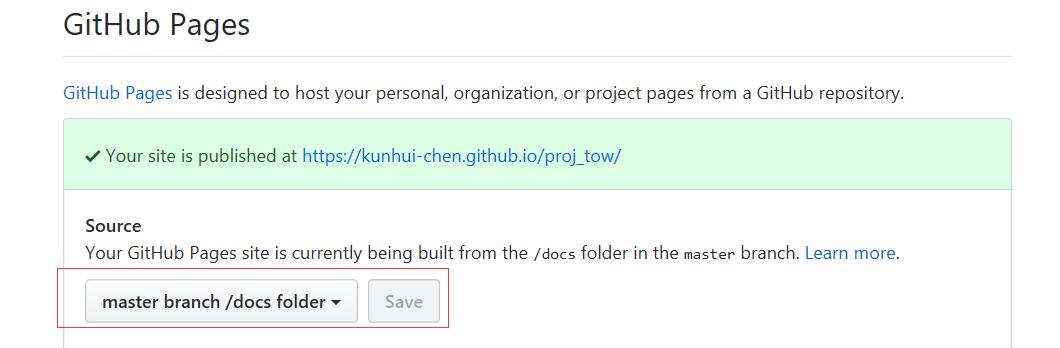 GitHub Pages
GitHub Pages is designed to host your personal, organization, or project pages from a GitHub repository.
Your site is published at https://kunhui-chen.github.io/proj_tow/
Source
Your GitHub Pages site is currently being built from the /docs folder in the master branch. Learn more.
master branch /docs folder Save